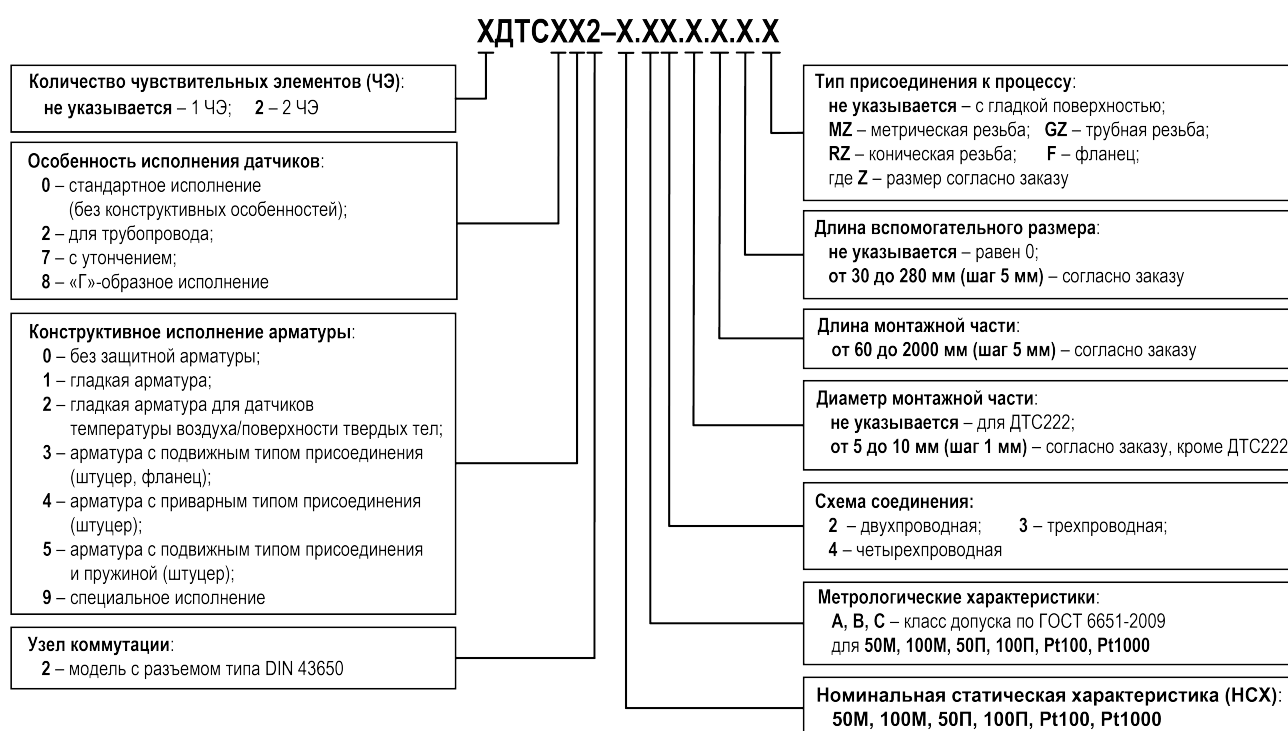 ХДТСХХ2–Х.ХХ.Х.Х.Х.Х
Количество чувствительных элементов (ЧЭ):
не указывается – 1 ЧЭ; 2 – 2 ЧЭ
Особенность исполнения датчиков:
0 – стандартное исполнение
(без конструктивных особенностей);
2 – для трубопровода;
7 – с утончением;
8 – «Г»-образное исполнение
Конструктивное исполнение арматуры:
0 – без защитной арматуры;
1 – гладкая арматура;
2 – гладкая арматура для датчиков
температуры воздуха/поверхности твердых тел;
3 – арматура с подвижным типом присоединения
(штуцер, фланец);
4 – арматура с приварным типом присоединения
(штуцер);
5 – арматура с подвижным типом присоединения
и пружиной (штуцер);
9 – специальное исполнение
Узел коммутации:
2 – модель с разъемом типа DIN 43650
Тип присоединения к процессу:
не указывается – с гладкой поверхностью;
MZ – метрическая резьба; GZ – трубная резьба;
RZ – коническая резьба; F – фланец;
где Z – размер согласно заказу
Длина вспомогательного размера:
не указывается – равен 0;
от 30 до 280 мм (шаг 5 мм) – согласно заказу
Длина монтажной части:
от 60 до 2000 мм (шаг 5 мм) – согласно заказу
Диаметр монтажной части:
не указывается – для ДТС222;
от 5 до 10 мм (шаг 1 мм) – согласно заказу, кроме ДТС222
Схема соединения:
2 – двухпроводная; 3 – трехпроводная;
4 – четырехпроводная
Метрологические характеристики:
А, В, С – класс допуска по ГОСТ 6651-2009
для 50М, 100М, 50П, 100П, Pt100, Pt1000
Номинальная статическая характеристика (НСХ):
50М, 100М, 50П, 100П, Pt100, Pt1000